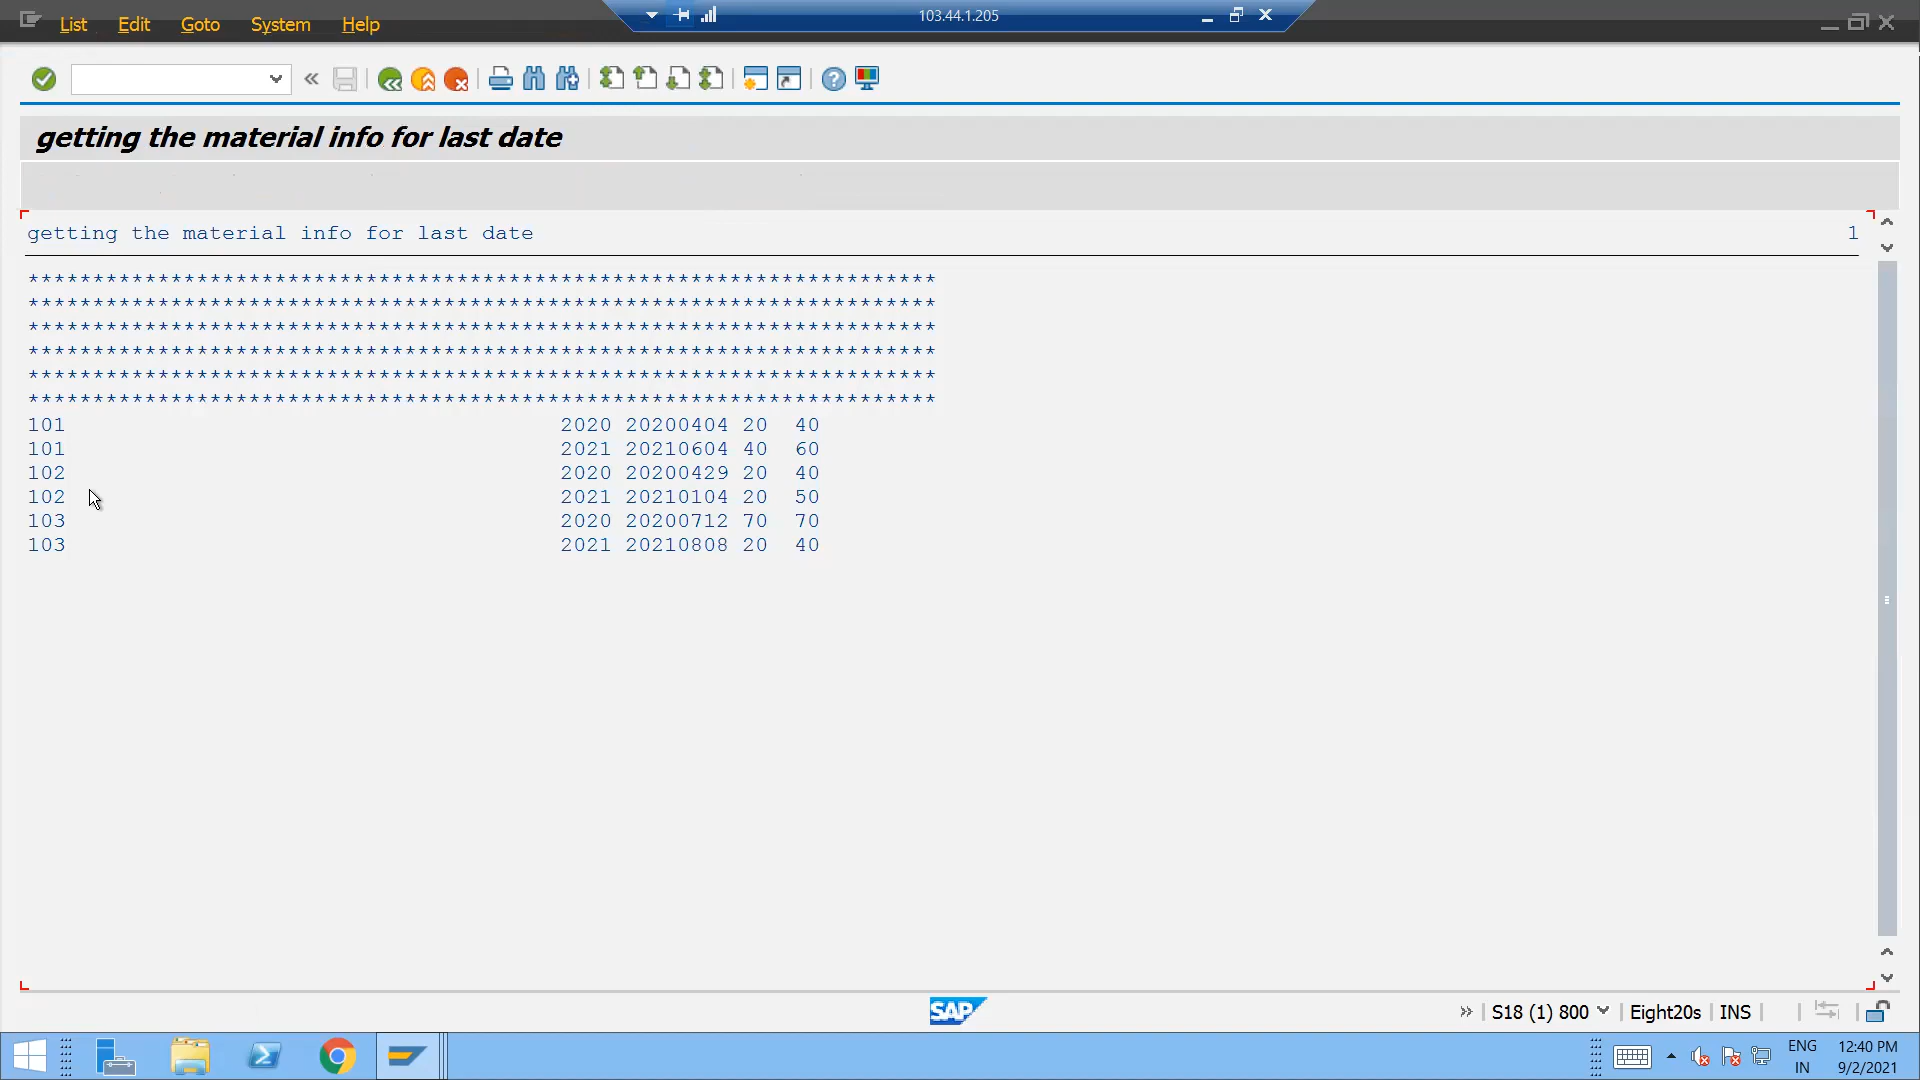 List Edit Goto System Help
103.44.1.205
getting the material info for last date
getting the material info for last date 1
**********************************************************************
**********************************************************************
**********************************************************************
**********************************************************************
**********************************************************************
**********************************************************************
101 2020 20200404 20 40
101 2021 20210604 40 60
102 2020 20200429 20 40
102 2021 20210104 20 50
103 2020 20200712 70 70
103 2021 20210808 20 40
SAP
S18 (1) 800 Eight20s INS
ENG 12:40 PM
IN 9/2/2021